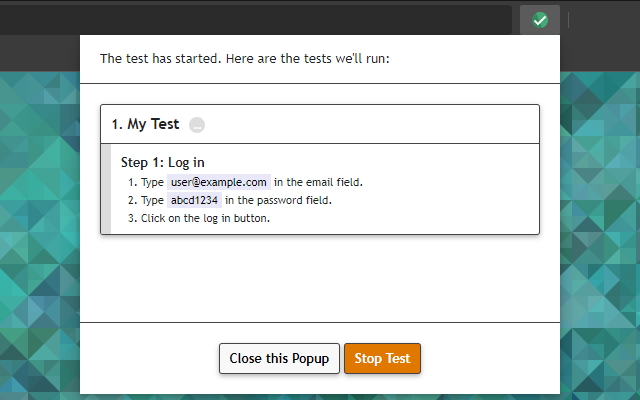 The test has started. Here are the tests we'll run:
1. My Test
Step 1: Log in
1. Type user@example.com in the email field.
2. Type abcd1234 in the password field.
3. Click on the log in button.
Close this Popup
Stop Test